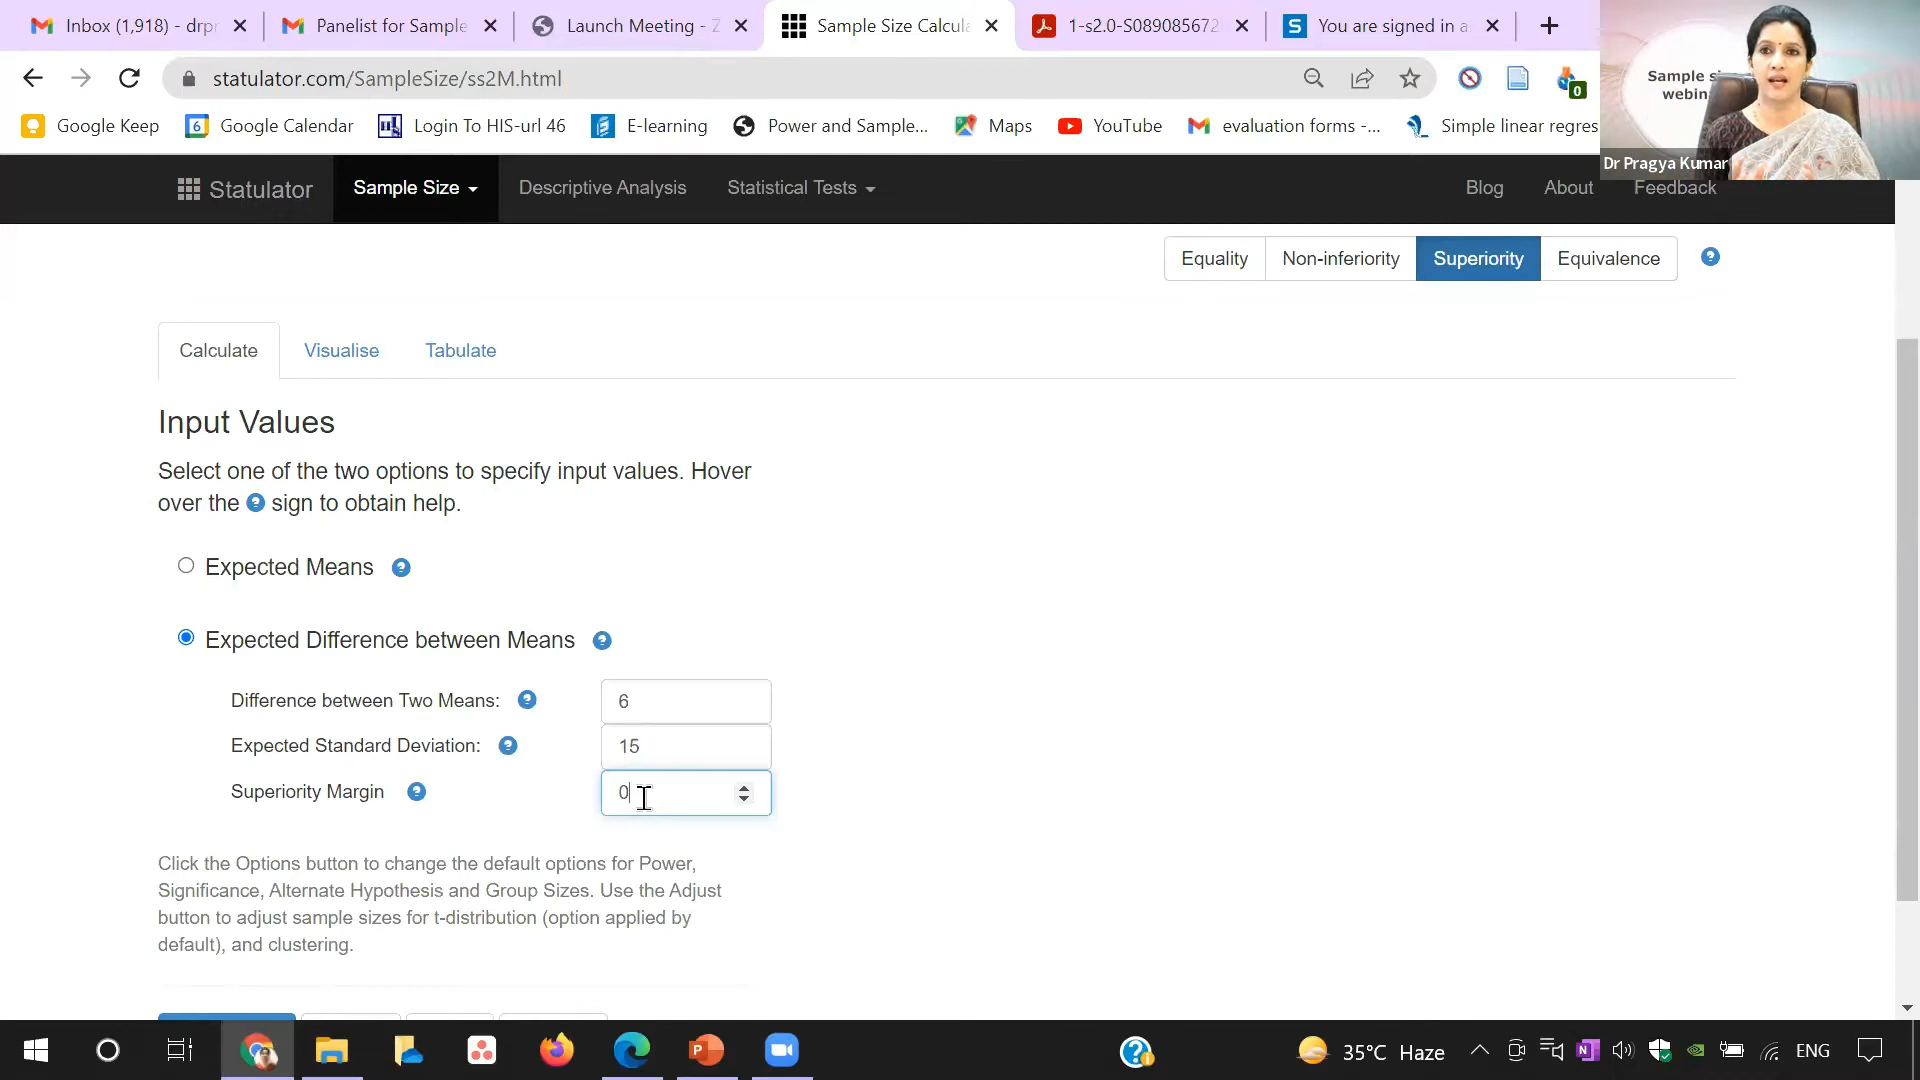 Inbox (1,918) - drpr
Panelist for Sample
Launch Meeting - Z
Sample Size Calcula
1-s2.0-S089085672
You are signed in a
statulator.com/SampleSize/ss2M.html
0
Google Keep
6
Google Calendar
Login To HIS-url 46
E-learning
Power and Sample...
Maps
YouTube
evaluation forms -...
Simple linear regres
Dr Pragya Kumar
Statulator
Sample Size
Descriptive Analysis
Statistical Tests
Blog
About
Feedback
Equality
Non-inferiority
Superiority
Equivalence
?
Calculate
Visualise
Tabulate
Input Values
Select one of the two options to specify input values. Hover
over the ? sign to obtain help.
Expected Means ?
Expected Difference between Means ?
Difference between Two Means: ? 6
Expected Standard Deviation: ? 15
Superiority Margin ? 0
Click the Options button to change the default options for Power,
Significance, Alternate Hypothesis and Group Sizes. Use the Adjust
button to adjust sample sizes for t-distribution (option applied by
default), and clustering.
35°C Haze
ENG